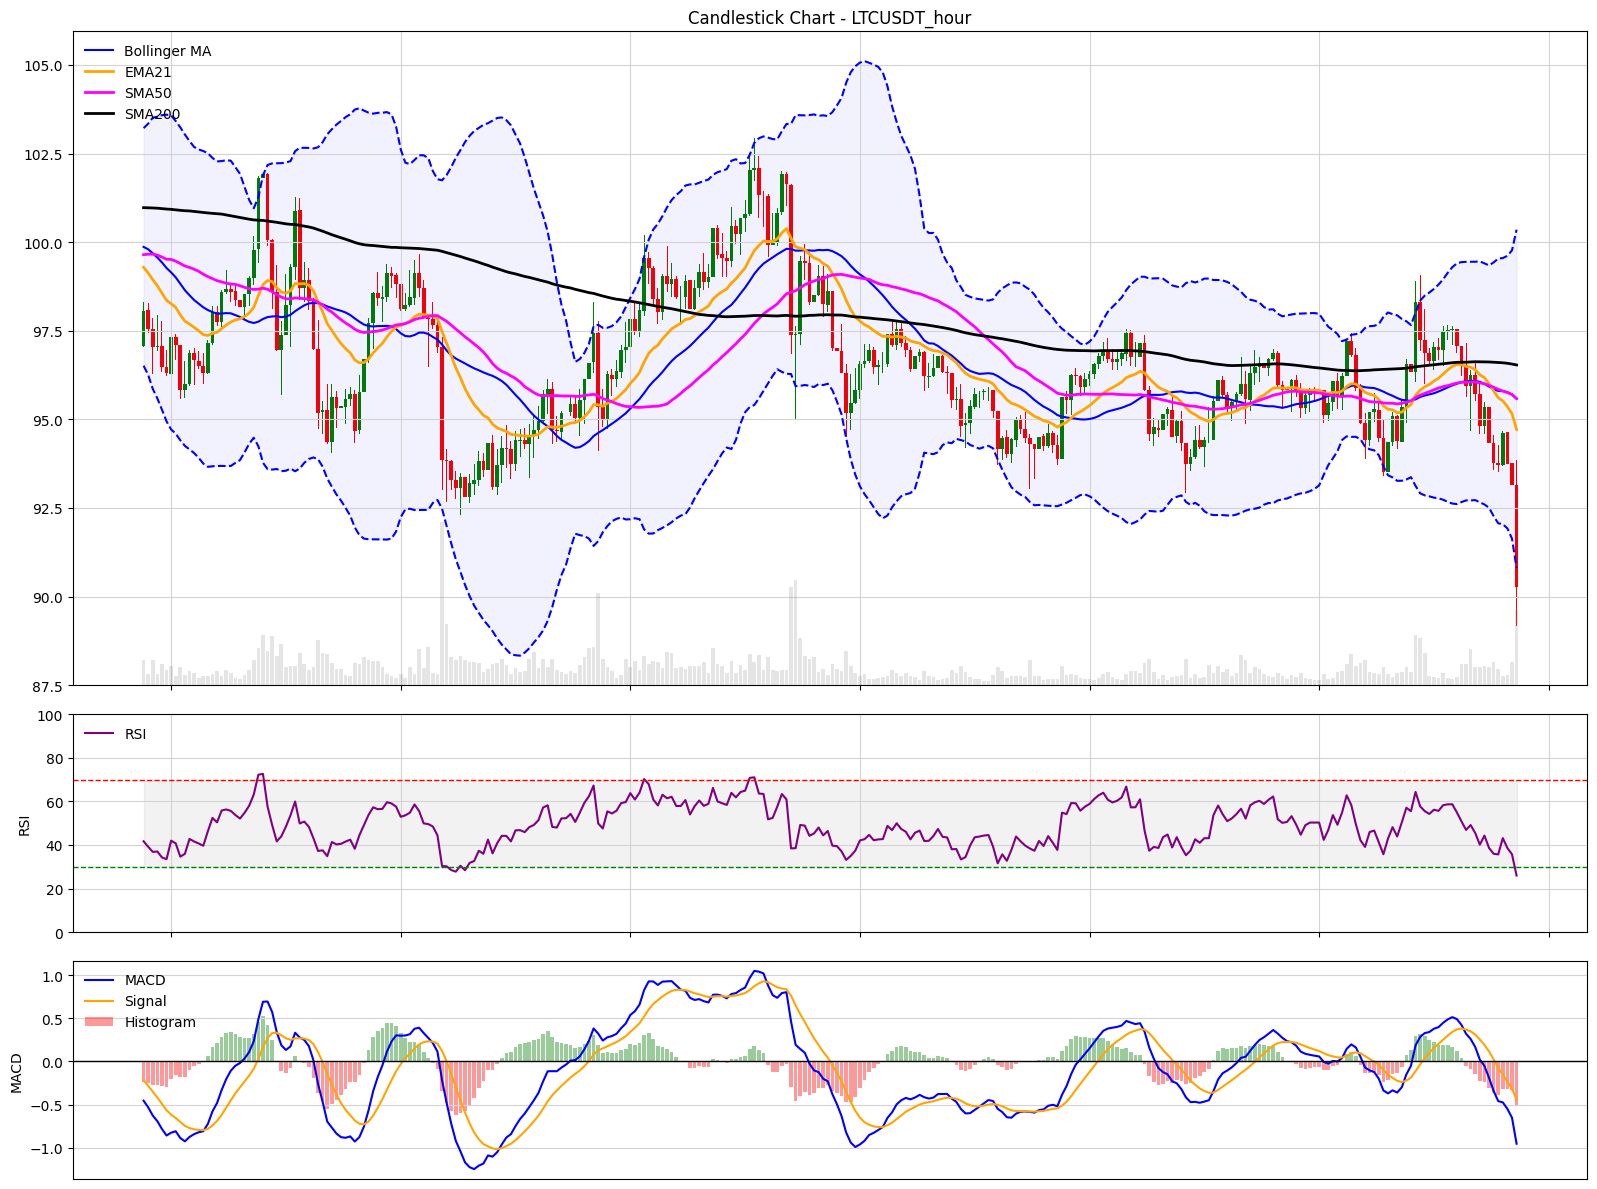 Candlestick Chart - LTCUSDT_hour
Bollinger MA
EMA21
SMA50
SMA200
105.0
102.5
100.0
97.5
95.0
92.5
90.0
87.5
RSI
100
80
60
40
20
0
RSI
MACD
Signal
Histogram
1.0
0.5
0.0
−0.5
−1.0
MACD